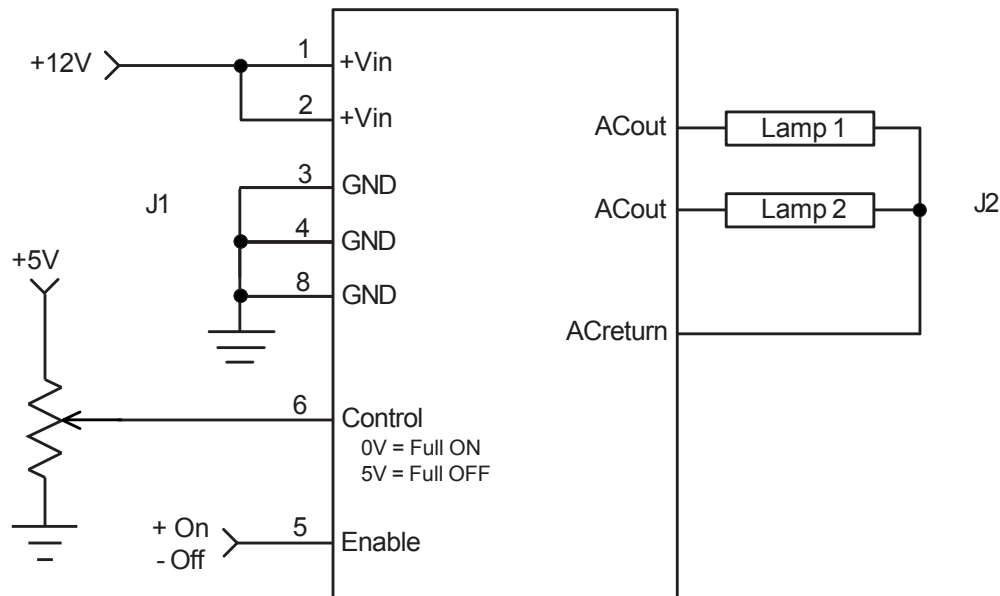 +12V
1
+Vin
2
+Vin
3
GND
J1
4
GND
8
GND
+5V
6
Control
0V = Full ON
5V = Full OFF
+ On
- Off
5
Enable
ACout
Lamp 1
ACout
Lamp 2
J2
ACreturn